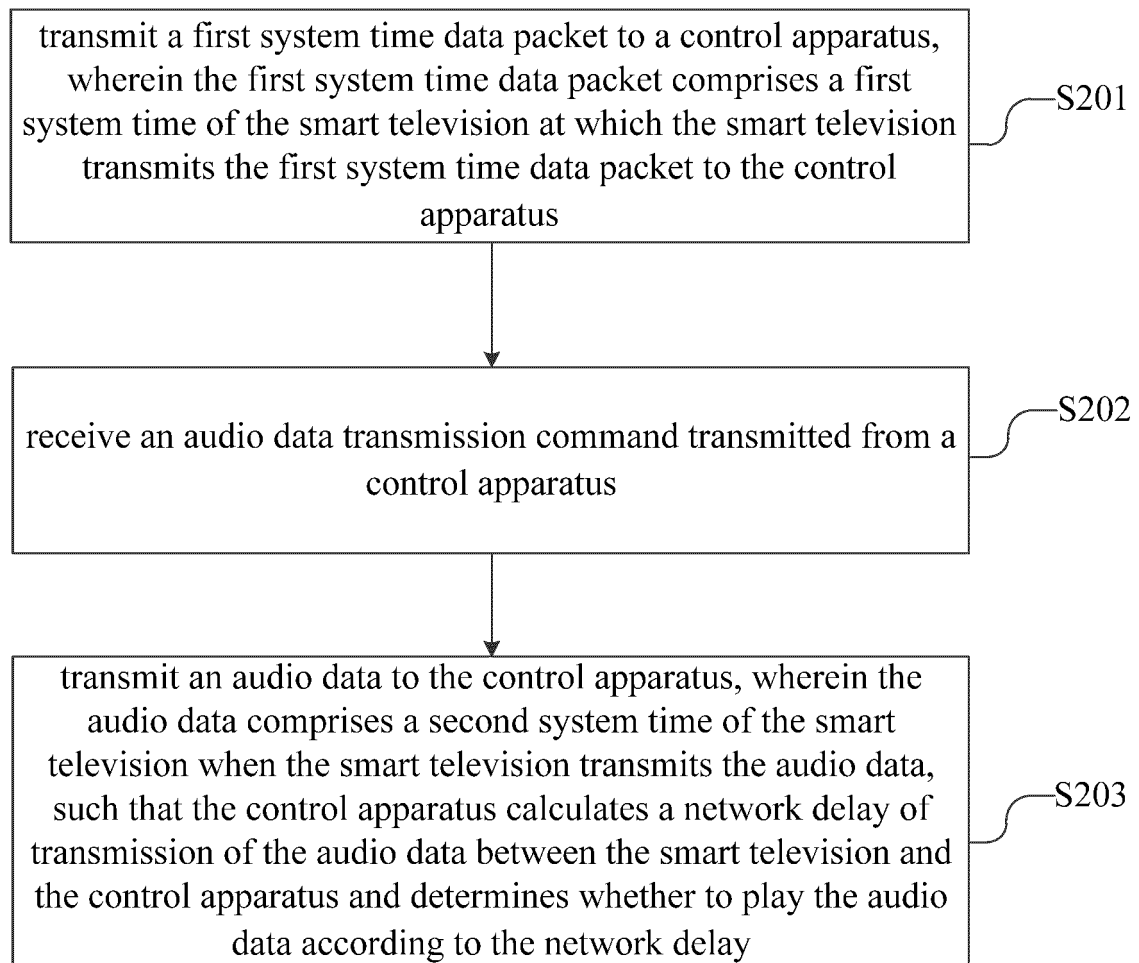 transmit a first system time data packet to a control apparatus,
wherein the first system time data packet comprises a first
system time of the smart television at which the smart television
transmits the first system time data packet to the control
apparatus
S201
receive an audio data transmission command transmitted from a
control apparatus
S202
transmit an audio data to the control apparatus, wherein the
audio data comprises a second system time of the smart
television when the smart television transmits the audio data,
such that the control apparatus calculates a network delay of
transmission of the audio data between the smart television and
the control apparatus and determines whether to play the audio
data according to the network delay
S203